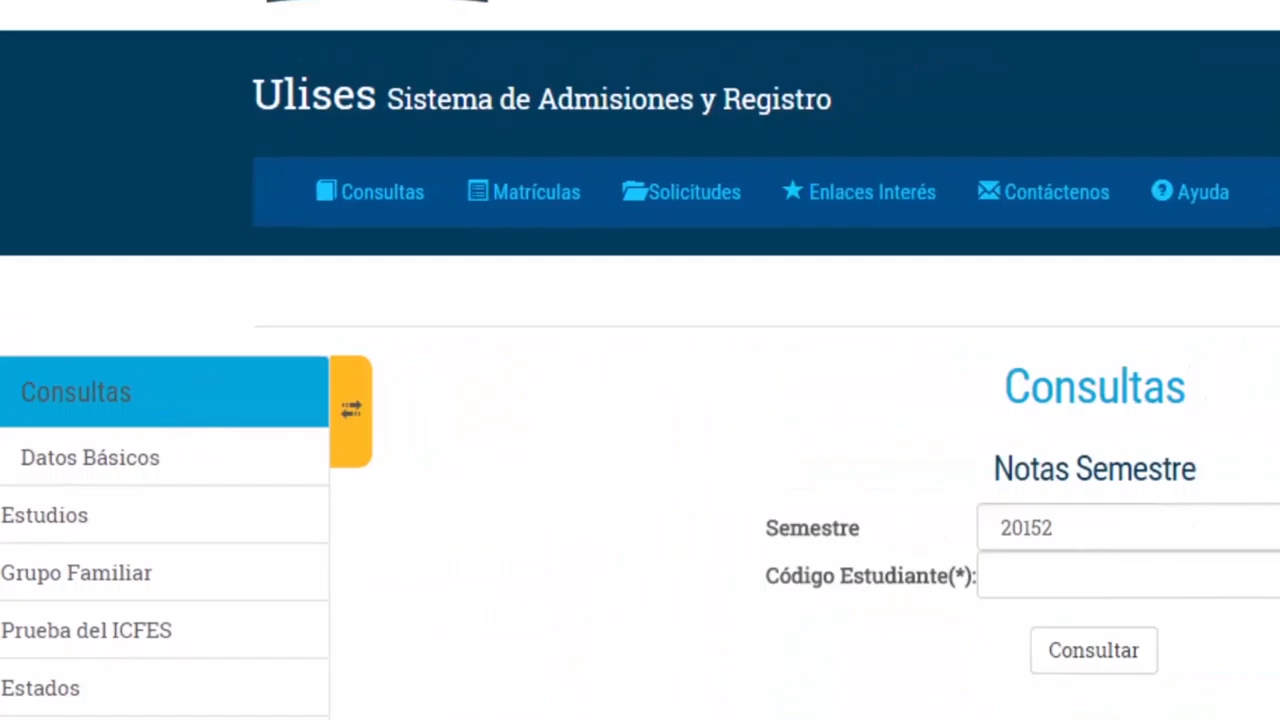 Ulises Sistema de Admisiones y Registro
Consultas Matrículas Solicitudes Enlaces Interés Contáctenos Ayuda
Consultas
Datos Básicos
Estudios
Grupo Familiar
Prueba del ICFES
Estados
Consultas
Notas Semestre
Semestre 20152
Código Estudiante(*):
Consultar